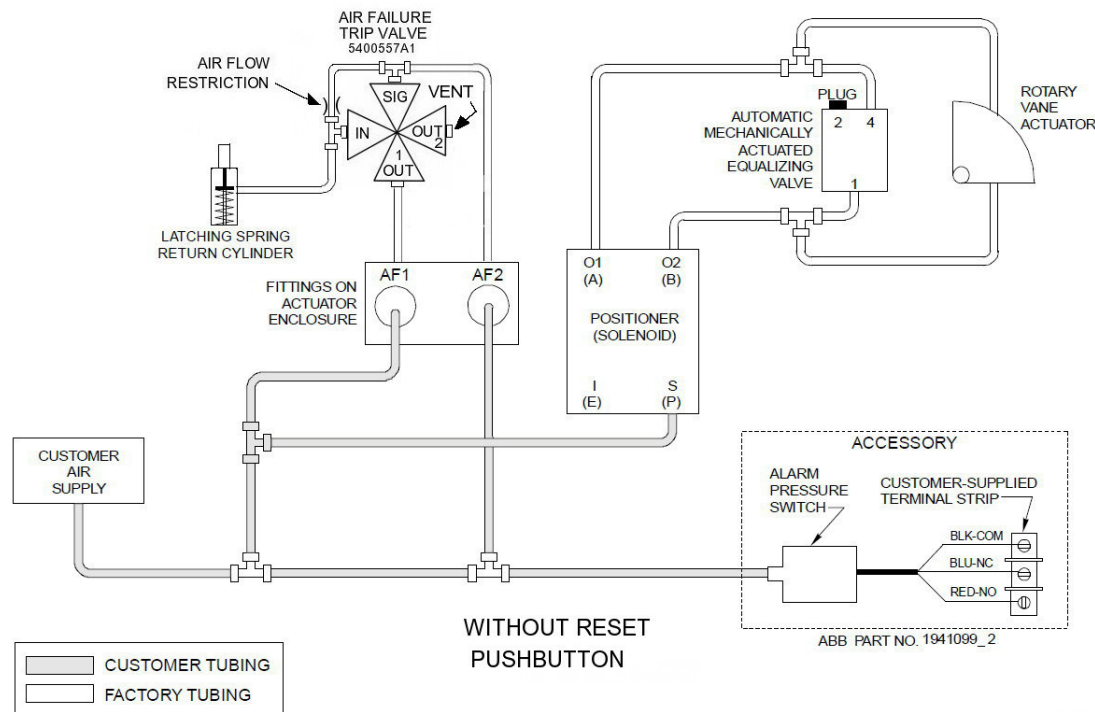 AIR FAILURE
TRIP VALVE
5400557A1
AIR FLOW
RESTRICTION
SIG
VENT
IN
OUT
2
1
OUT
LATCHING SPRING
RETURN CYLINDER
PLUG
2 4
1
AUTOMATIC
MECHANICALLY
ACTUATED
EQUALIZING
VALVE
ROTARY
VANE
ACTUATOR
AF1 AF2
FITTINGS ON
ACTUATOR
ENCLOSURE
O1 O2
(A) (B)
POSITIONER
(SOLENOID)
I S
(E) (P)
CUSTOMER
AIR
SUPPLY
ACCESSORY
ALARM
PRESSURE
SWITCH
CUSTOMER-SUPPLIED
TERMINAL STRIP
BLK-COM
BLU-NC
RED-NO
ABB PART NO. 1941099_2
WITHOUT RESET
PUSHBUTTON
CUSTOMER TUBING
FACTORY TUBING